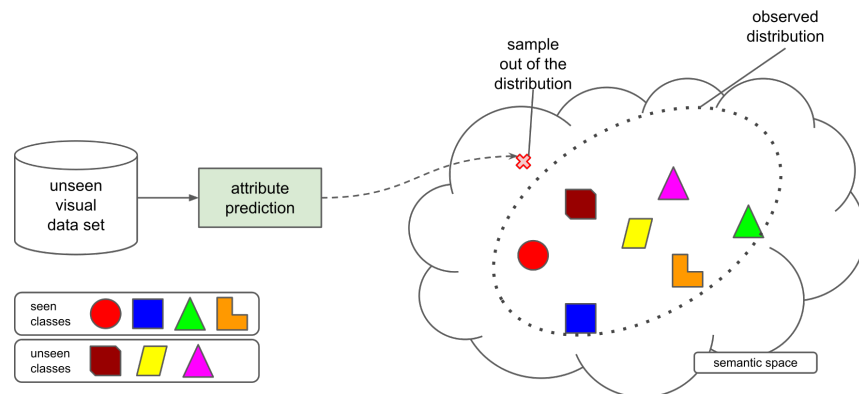 observed
distribution
sample
out of the
distribution
unseen
visual
data set
attribute
prediction
seen
classes
unseen
classes
semantic space